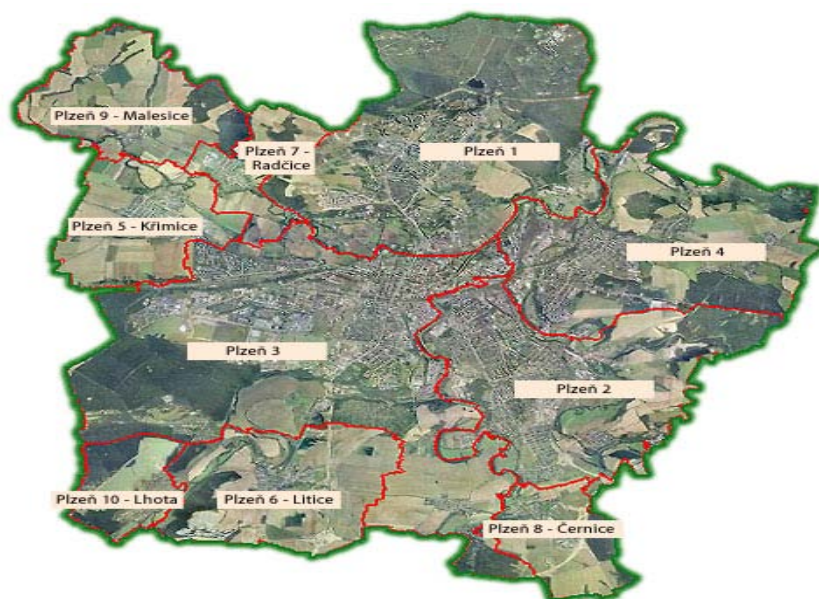 Plzeň 9 - Malesice
Plzeň 7 -
Radčice
Plzeň 1
Plzeň 5 - Křimice
Plzeň 4
Plzeň 3
Plzeň 2
Plzeň 10 - Lhota
Plzeň 6 - Litice
Plzeň 8 - Černice